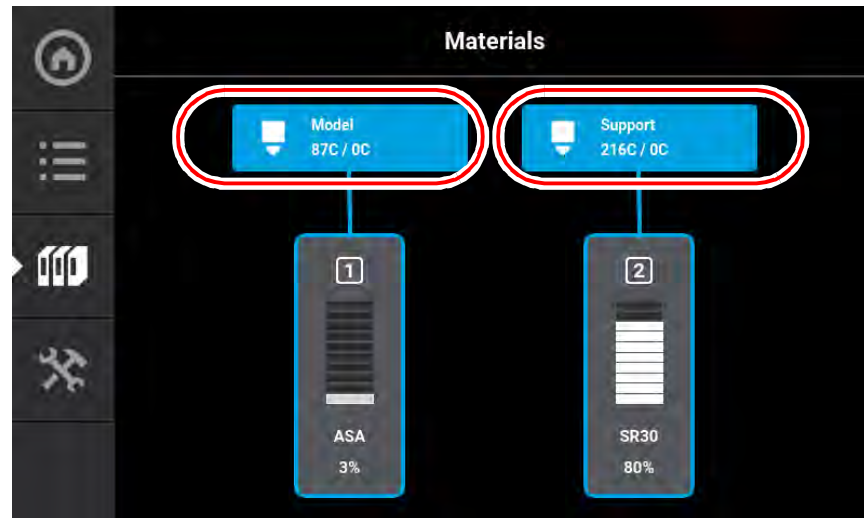 Materials
Model
87C / 0C
Support
216C / 0C
1
2
ASA
3%
SR30
80%